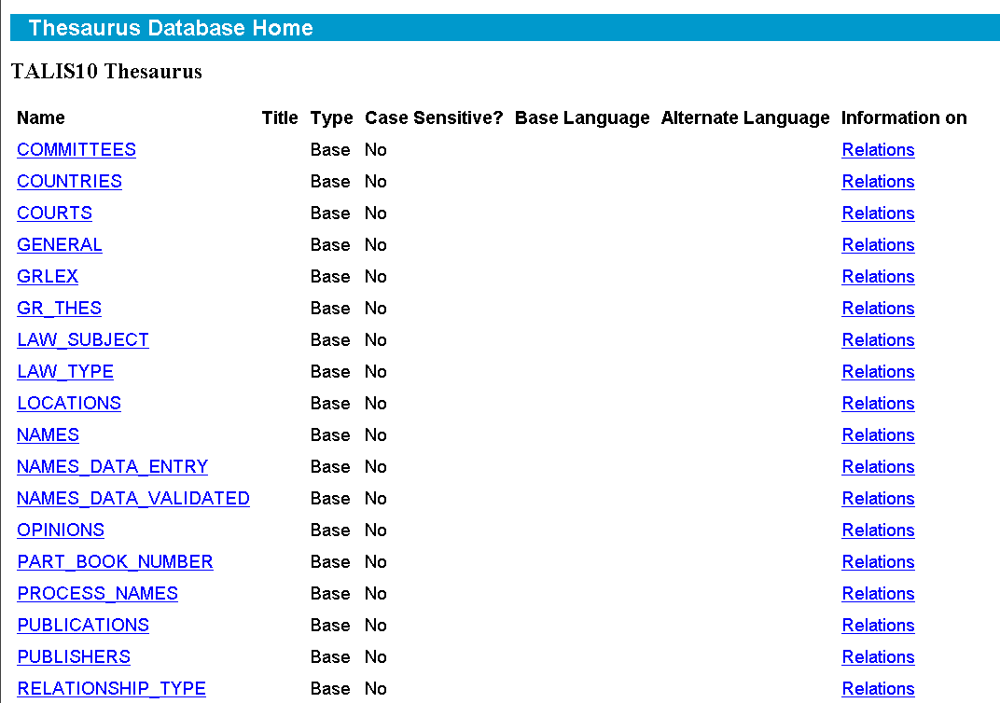 Thesaurus Database Home
TALIS10 Thesaurus
Name Title Type Case Sensitive? Base Language Alternate Language Information on
COMMITTEES Base No Relations
COUNTRIES Base No Relations
COURTS Base No Relations
GENERAL Base No Relations
GRLEX Base No Relations
GR_THES Base No Relations
LAW_SUBJECT Base No Relations
LAW_TYPE Base No Relations
LOCATIONS Base No Relations
NAMES Base No Relations
NAMES_DATA_ENTRY Base No Relations
NAMES_DATA_VALIDATED Base No Relations
OPINIONS Base No Relations
PART_BOOK_NUMBER Base No Relations
PROCESS_NAMES Base No Relations
PUBLICATIONS Base No Relations
PUBLISHERS Base No Relations
RELATIONSHIP_TYPE Base No Relations